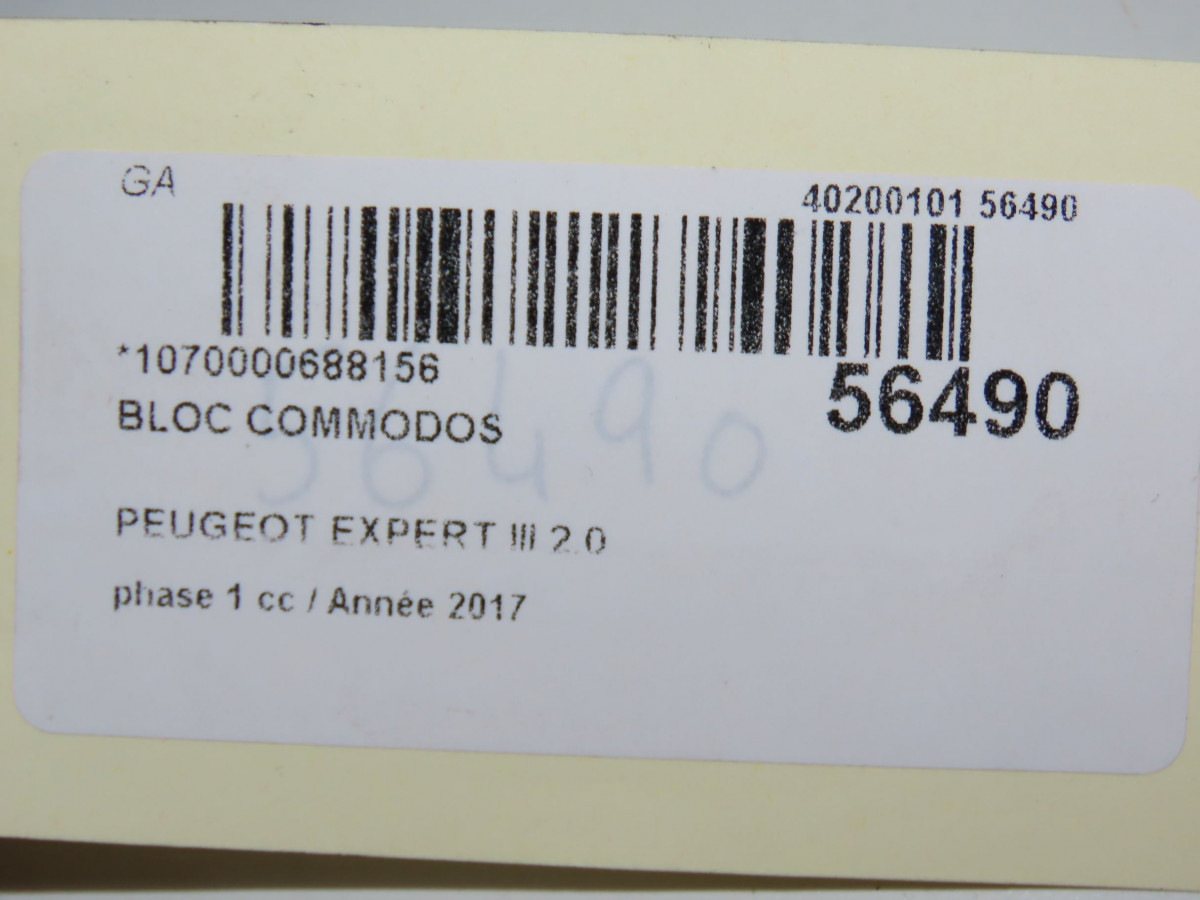 GA
40200101 56490
*1070000688156
56490
BLOC COMMODOS
56490
PEUGEOT EXPERT III 2.0
phase 1 cc / Année 2017